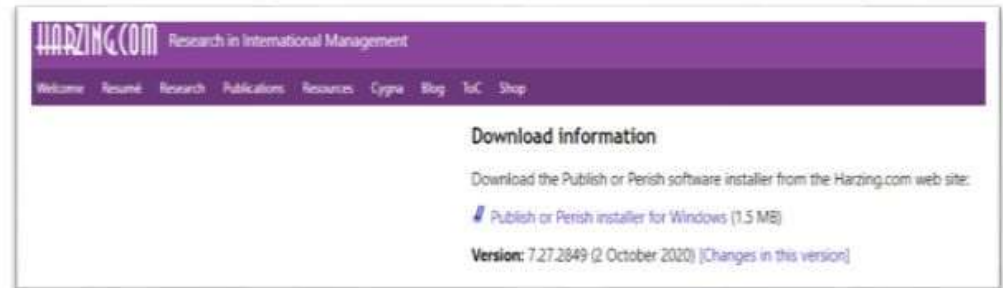 HARZING.COM Research in International Management
Welcome Resumé Research Publications Resources Cygna Blog ToC Shop
Download information
Download the Publish or Perish software installer from the Harzing.com web site:
Publish or Perish installer for Windows (1.5 MB)
Version: 7.27.2849 (2 October 2020) [Changes in this version]